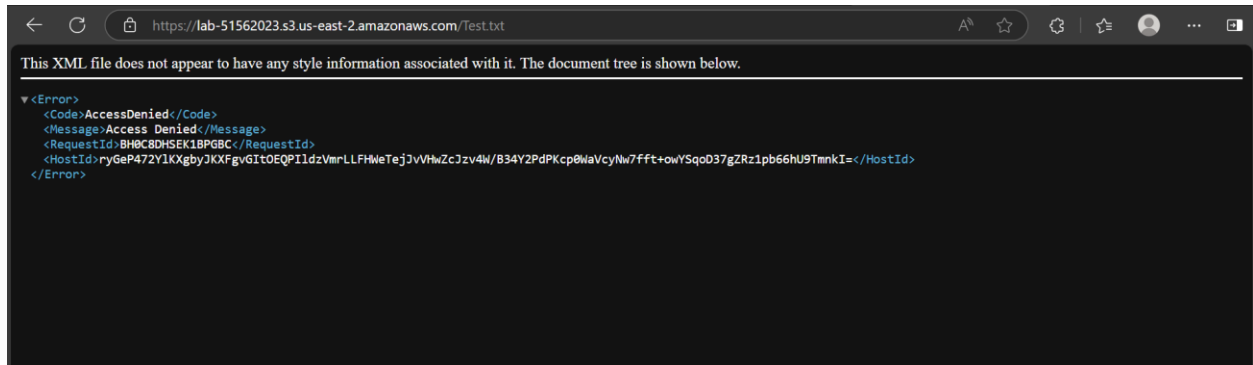 https://lab-51562023.s3.us-east-2.amazonaws.com/Test.txt
This XML file does not appear to have any style information associated with it. The document tree is shown below.
<Error>
<Code>AccessDenied</Code>
<Message>Access Denied</Message>
<RequestId>BH0C8DHSEK1BPGBC</RequestId>
<HostId>ryGeP472YlKXgbyJKXFgvGItOEQPIldzVmrLLFHWeTejJvVHwZcJzv4W/B34Y2PdPKcp0WaVcyNw7fft+owYSqoD37gZRz1pb66hU9TmnkI=</HostId>
</Error>